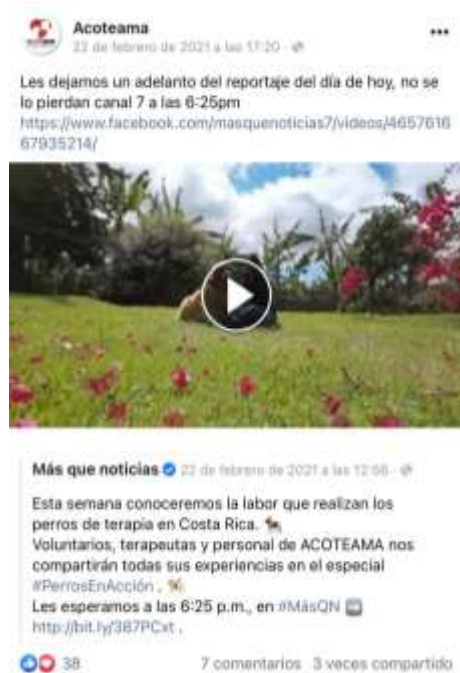 Acoteama
22 de febrero de 2021 a las 17:20
Les dejamos un adelanto del reportaje del día de hoy, no se
lo pierdan canal 7 a las 6:25pm
https://www.facebook.com/masquenoticias7/videos/4657616
67935214/
Más que noticias 22 de febrero de 2021 a las 12:56
Esta semana conoceremos la labor que realizan los
perros de terapia en Costa Rica. 🐕‍🦺
Voluntarios, terapeutas y personal de ACOTEAMA nos
compartirán todas sus experiencias en el especial
#PerrosEnAcción .
Les esperamos a las 6:25 p.m., en #MásQN ➡️
http://bit.ly/387PCxt .
38 7 comentarios 3 veces compartido